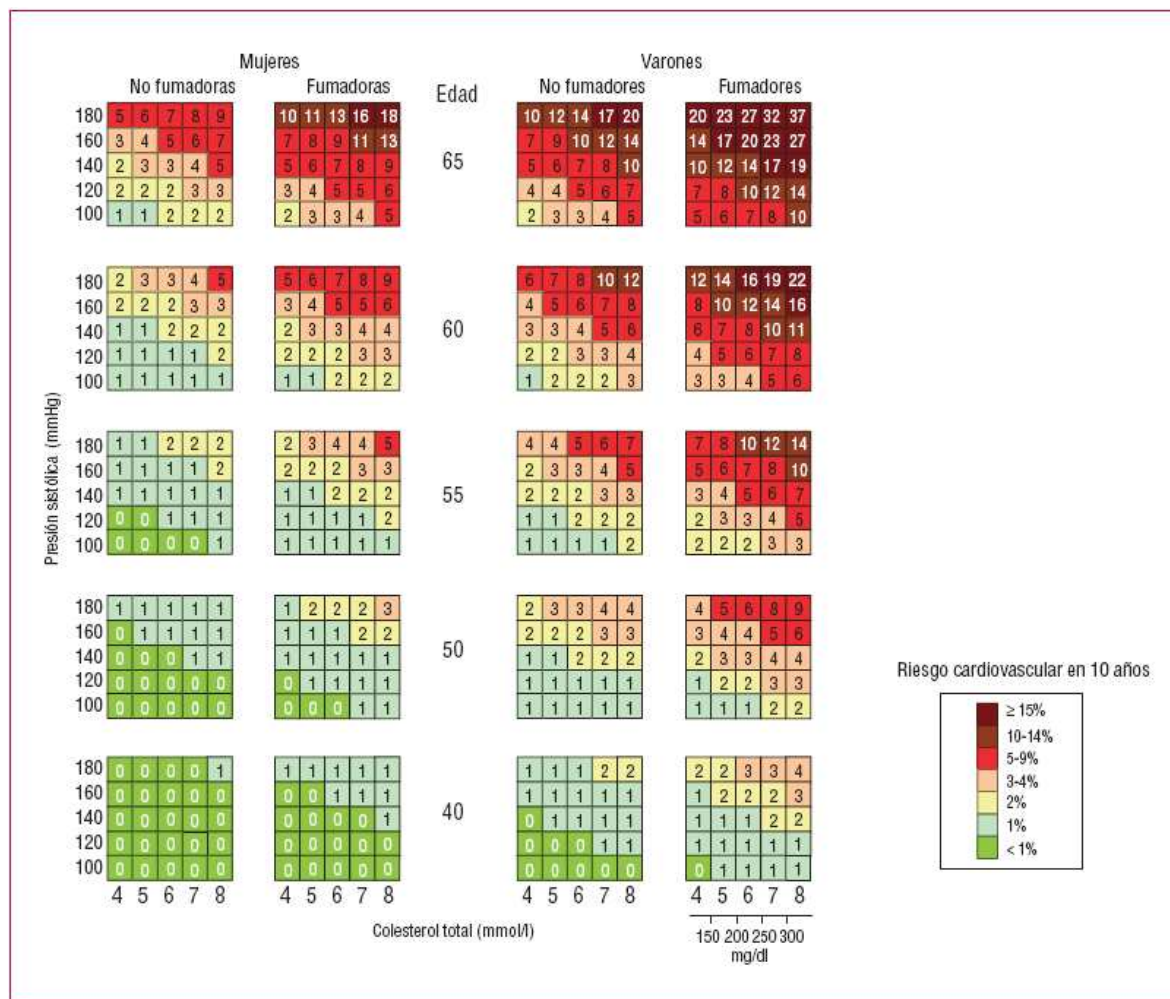 Mujeres Varones
No fumadoras Fumadoras Edad No fumadores Fumadores
180 5 6 7 8 9 10 11 13 16 18 10 12 14 17 20 20 23 27 32 37
160 3 4 5 6 7 7 8 9 11 13 7 9 10 12 14 14 17 20 23 27
140 2 3 3 4 5 5 6 7 8 9 65 5 6 7 8 10 10 12 14 17 19
120 2 2 2 3 3 3 4 5 5 6 4 4 5 6 7 7 8 10 12 14
100 1 1 2 2 2 2 3 3 4 5 2 3 3 4 5 5 6 7 8 10
180 2 3 3 4 5 5 6 7 8 9 6 7 8 10 12 12 14 16 19 22
160 2 2 2 3 3 3 4 5 5 6 4 5 6 7 8 8 10 12 14 16
140 1 1 2 2 2 2 3 3 4 4 60 3 3 4 5 6 6 7 8 10 11
120 1 1 1 1 2 2 2 2 3 3 2 2 3 3 4 4 5 6 7 8
100 1 1 1 1 1 1 1 2 2 2 1 2 2 2 3 3 3 4 5 6
Presión sistólica (mmHg)
180 1 1 2 2 2 2 3 4 4 5 4 4 5 6 7 7 8 10 12 14
160 1 1 1 1 2 2 2 2 3 3 2 3 3 4 5 5 6 7 8 10
140 1 1 1 1 1 1 1 2 2 2 55 2 2 2 3 3 3 4 5 6 7
120 0 0 1 1 1 1 1 1 1 2 1 1 2 2 2 2 3 3 4 5
100 0 0 0 0 1 1 1 1 1 1 1 1 1 1 2 2 2 2 3 3
180 1 1 1 1 1 1 2 2 2 3 2 3 3 4 4 4 5 6 8 9
160 0 1 1 1 1 1 1 1 2 2 2 2 2 3 3 3 4 4 5 6
140 0 0 0 1 1 1 1 1 1 1 50 1 1 2 2 2 2 3 3 4 4
120 0 0 0 0 0 0 1 1 1 1 1 1 1 1 1 1 2 2 3 3
100 0 0 0 0 0 0 0 0 1 1 1 1 1 1 1 1 1 1 2 2
180 0 0 0 0 1 1 1 1 1 1 1 1 1 2 2 2 2 3 3 4
160 0 0 0 0 0 0 0 1 1 1 1 1 1 1 1 1 2 2 2 3
140 0 0 0 0 0 0 0 0 0 1 40 0 1 1 1 1 1 1 1 2 2
120 0 0 0 0 0 0 0 0 0 0 0 0 0 1 1 1 1 1 1 1
100 0 0 0 0 0 0 0 0 0 0 0 0 0 0 0 0 1 1 1 1
4 5 6 7 8 4 5 6 7 8 4 5 6 7 8 4 5 6 7 8
Colesterol total (mmol/l)
150 200 250 300
mg/dl
Riesgo cardiovascular en 10 años
≥ 15%
10-14%
5-9%
3-4%
2%
1%
< 1%